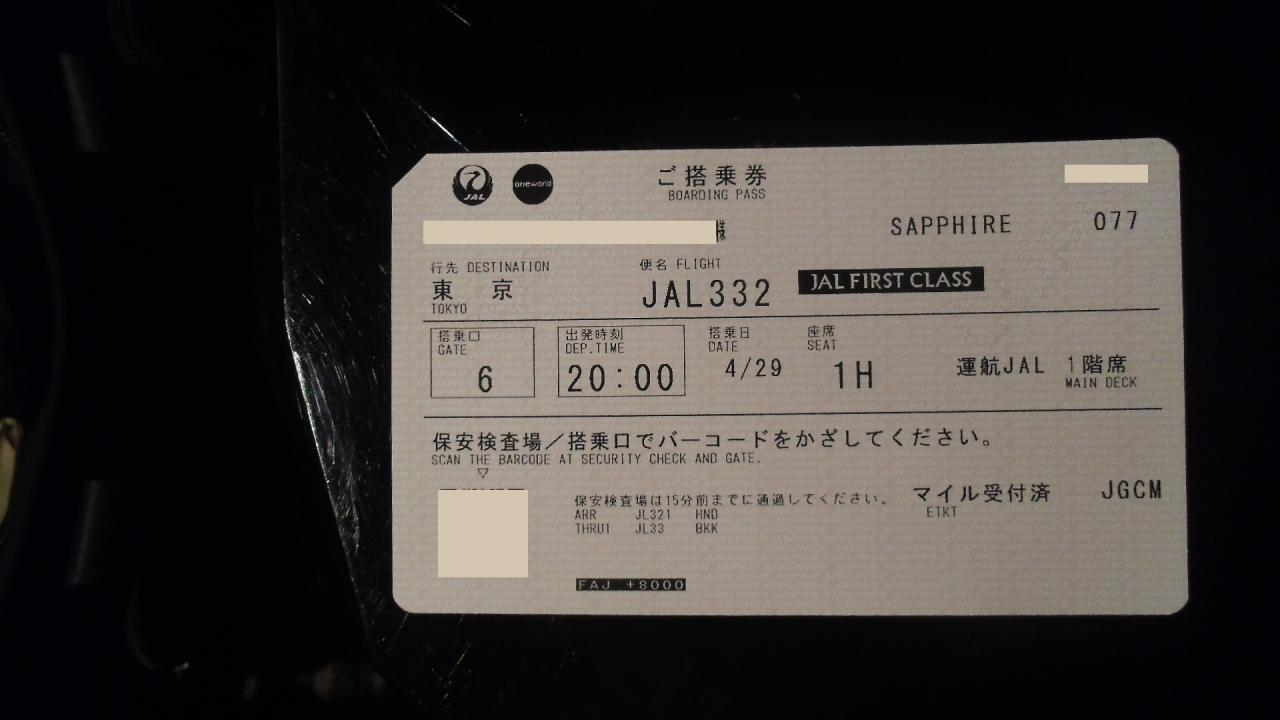 JAL
oneworld
ご搭乗券
BOARDING PASS
様
SAPPHIRE 077
行先 DESTINATION
東 京
TOKYO
便名 FLIGHT
JAL332
JAL FIRST CLASS
搭乗口
GATE
6
出発時刻
DEP.TIME
20:00
搭乗日
DATE
4/29
座席
SEAT
1H
運航JAL 1階席
MAIN DECK
保安検査場/搭乗口でバーコードをかざしてください。
SCAN THE BARCODE AT SECURITY CHECK AND GATE.
保安検査場は15分前までに通過してください。
ARR JL321 HND
THRU1 JL33 BKK
マイル受付済 JGCM
ETKT
FAJ +8000